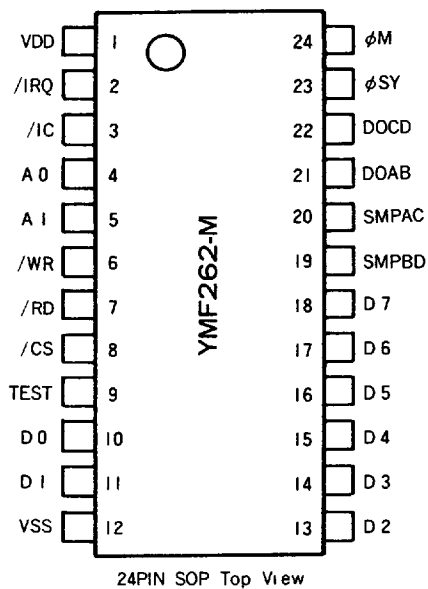 VDD 1 24 φM
/IRQ 2 23 φSY
/IC 3 22 DOCD
A0 4 21 DOAB
A1 5 20 SMPAC
/WR 6 19 SMPBD
/RD 7 18 D7
/CS 8 17 D6
TEST 9 16 D5
D0 10 15 D4
D1 11 14 D3
VSS 12 13 D2
YMF262-M
24PIN SOP Top View